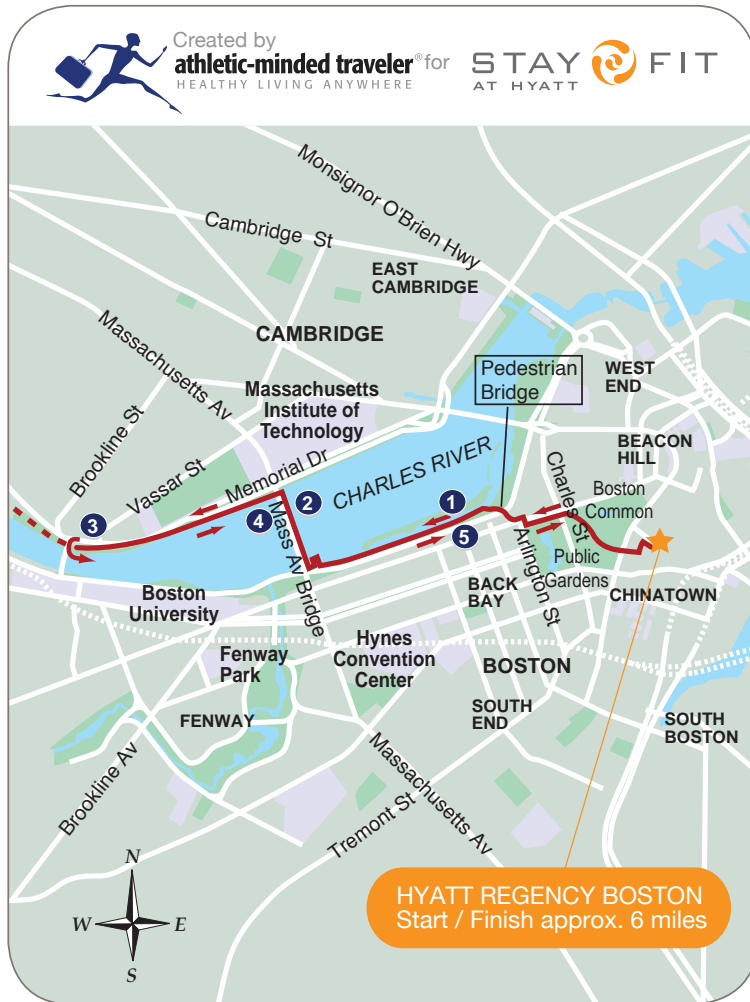 Created by
athletic-minded traveler® for
HEALTHY LIVING ANYWHERE
STAY FIT
AT HYATT
Monsignor O'Brien Hwy
Cambridge St
EAST
CAMBRIDGE
Massachusetts Av
CAMBRIDGE
Pedestrian
Bridge
WEST
END
Massachusetts
Institute of
Technology
Brookline St
BEACON
HILL
Vassar St
Memorial Dr
CHARLES RIVER
Charles St
Boston
Common
1
2
3
4
5
Mass Av Bridge
Arlington St
Public
Gardens
Boston
University
BACK
BAY
CHINATOWN
Hynes
Convention
Center
Fenway
Park
BOSTON
FENWAY
SOUTH
END
SOUTH
BOSTON
Brookline Av
Massachusetts Av
Tremont St
N
W
E
S
HYATT REGENCY BOSTON
Start / Finish approx. 6 miles